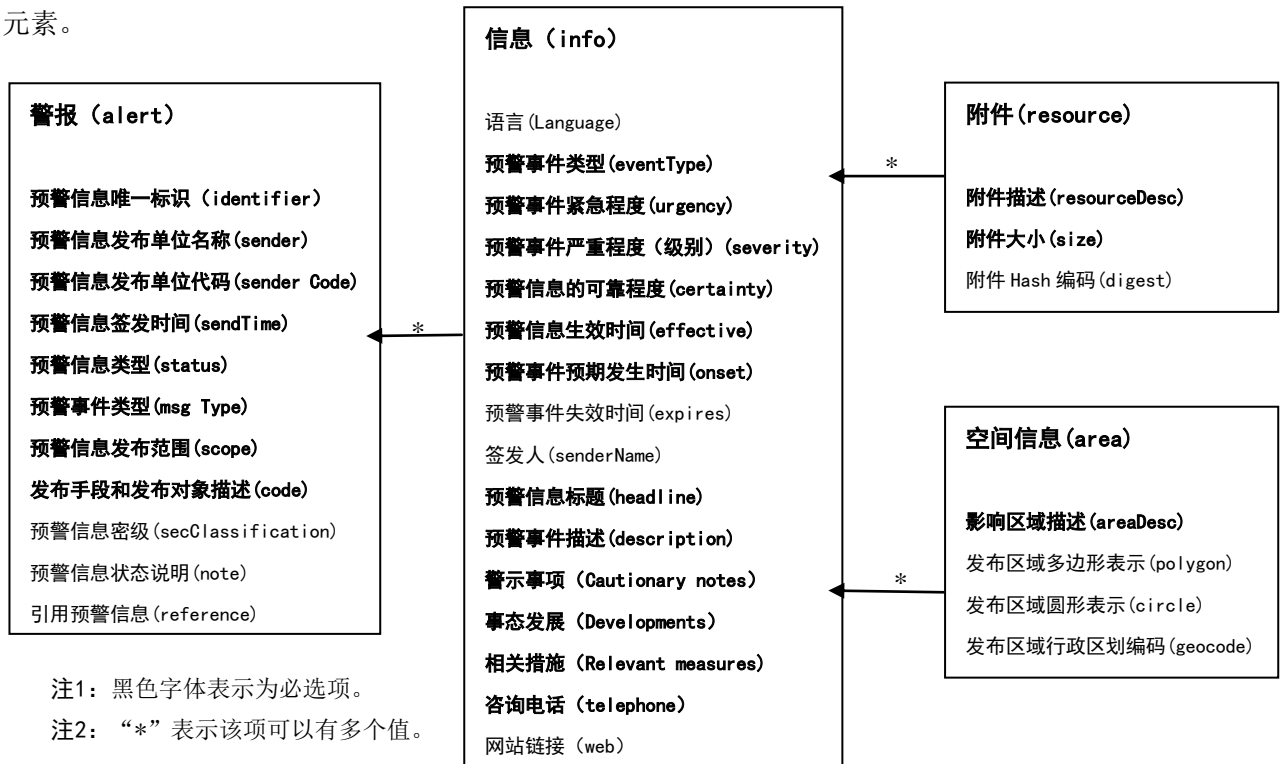 元素。
警报（alert）
预警信息唯一标识（identifier）
预警信息发布单位名称(sender)
预警信息发布单位代码(sender Code)
预警信息签发时间(sendTime)
预警信息类型(status)
预警事件类型(msg Type)
预警信息发布范围(scope)
发布手段和发布对象描述(code)
预警信息密级(secClassification)
预警信息状态说明(note)
引用预警信息(reference)
*
信息（info）
语言(Language)
预警事件类型(eventType)
预警事件紧急程度(urgency)
预警事件严重程度（级别）(severity)
预警信息的可靠程度(certainty)
预警信息生效时间(effective)
预警事件预期发生时间(onset)
预警事件失效时间(expires)
签发人(senderName)
预警信息标题(headline)
预警事件描述(description)
警示事项（Cautionary notes）
事态发展（Developments）
相关措施（Relevant measures）
咨询电话（telephone）
网站链接（web）
*
附件(resource)
附件描述(resourceDesc)
附件大小(size)
附件 Hash 编码(digest)
*
空间信息(area)
影响区域描述(areaDesc)
发布区域多边形表示(polygon)
发布区域圆形表示(circle)
发布区域行政区划编码(geocode)
注1：黑色字体表示为必选项。
注2：“*”表示该项可以有多个值。